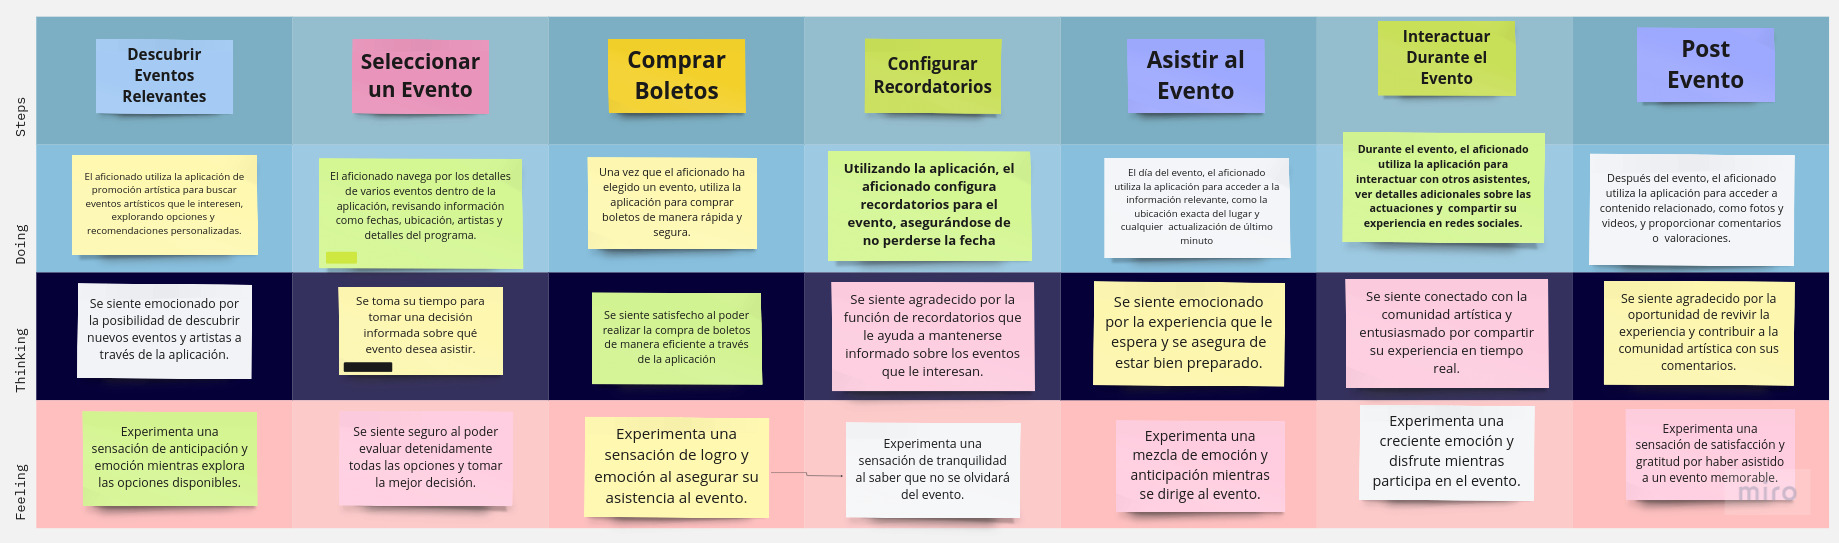 Steps
Descubrir
Eventos
Relevantes
Seleccionar
un Evento
Comprar
Boletos
Configurar
Recordatorios
Asistir al
Evento
Interactuar
Durante el
Evento
Post
Evento
Doing
El aficionado utiliza la aplicación de
promoción artística para buscar
eventos artísticos que le interesen,
explorando opciones y
recomendaciones personalizadas.
El aficionado navega por los detalles
de varios eventos dentro de la
aplicación, revisando información
como fechas, ubicación, artistas y
detalles del programa.
Una vez que el aficionado ha
elegido un evento, utiliza la
aplicación para comprar
boletos de manera rápida y
segura.
Utilizando la aplicación, el
aficionado configura
recordatorios para el
evento, asegurándose de
no perderse la fecha
El día del evento, el aficionado
utiliza la aplicación para acceder a la
información relevante, como la
ubicación exacta del lugar y
cualquier actualización de último
minuto
Durante el evento, el aficionado
utiliza la aplicación para
interactuar con otros asistentes,
ver detalles adicionales sobre las
actuaciones y compartir su
experiencia en redes sociales.
Después del evento, el aficionado
utiliza la aplicación para acceder a
contenido relacionado, como fotos y
videos, y proporcionar comentarios
o valoraciones.
Thinking
Se siente emocionado por
la posibilidad de descubrir
nuevos eventos y artistas a
través de la aplicación.
Se toma su tiempo para
tomar una decisión
informada sobre qué
evento desea asistir.
Se siente satisfecho al poder
realizar la compra de boletos
de manera eficiente a través
de la aplicación
Se siente agradecido por la
función de recordatorios que
le ayuda a mantenerse
informado sobre los eventos
que le interesan.
Se siente emocionado
por la experiencia que le
espera y se asegura de
estar bien preparado.
Se siente conectado con la
comunidad artística y
entusiasmado por compartir
su experiencia en tiempo
real.
Se siente agradecido por la
oportunidad de revivir la
experiencia y contribuir a la
comunidad artística con sus
comentarios.
Feeling
Experimenta una
sensación de anticipación y
emoción mientras explora
las opciones disponibles.
Se siente seguro al poder
evaluar detenidamente
todas las opciones y tomar
la mejor decisión.
Experimenta una
sensación de logro y
emoción al asegurar su
asistencia al evento.
Experimenta una
sensación de tranquilidad
al saber que no se olvidará
del evento.
Experimenta una
mezcla de emoción y
anticipación mientras
se dirige al evento.
Experimenta una
creciente emoción y
disfrute mientras
participa en el evento.
Experimenta una
sensación de satisfacción y
gratitud por haber asistido
a un evento memorable.
miro